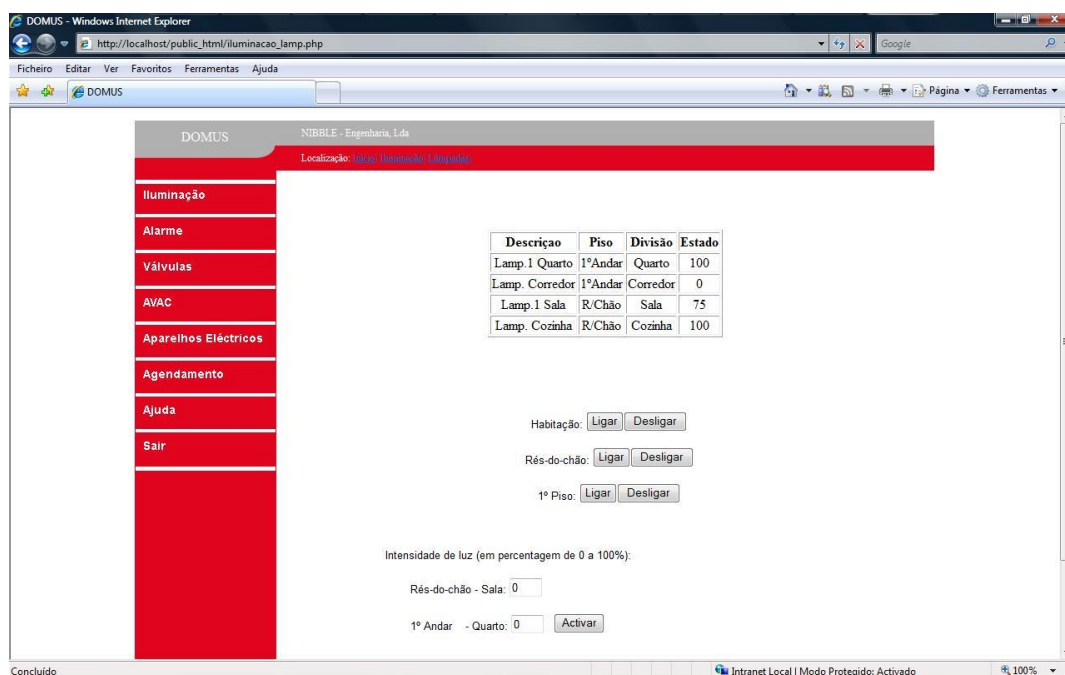 DOMUS - Windows Internet Explorer
http://localhost/public_html/iluminacao_lamp.php
Google
Ficheiro Editar Ver Favoritos Ferramentas Ajuda
DOMUS
Página Ferramentas
DOMUS
NIBBLE - Engenharia, Lda
Localização: Início Iluminação Lâmpadas
Iluminação
Alarme
Válvulas
AVAC
Aparelhos Eléctricos
Agendamento
Ajuda
Sair
Descriçao Piso Divisão Estado
Lamp.1 Quarto 1ºAndar Quarto 100
Lamp. Corredor 1ºAndar Corredor 0
Lamp.1 Sala R/Chão Sala 75
Lamp. Cozinha R/Chão Cozinha 100
Habitação: Ligar Desligar
Rés-do-chão: Ligar Desligar
1º Piso: Ligar Desligar
Intensidade de luz (em percentagem de 0 a 100%):
Rés-do-chão - Sala: 0
1º Andar - Quarto: 0 Activar
Concluído
Intranet Local | Modo Protegido: Activado
100%